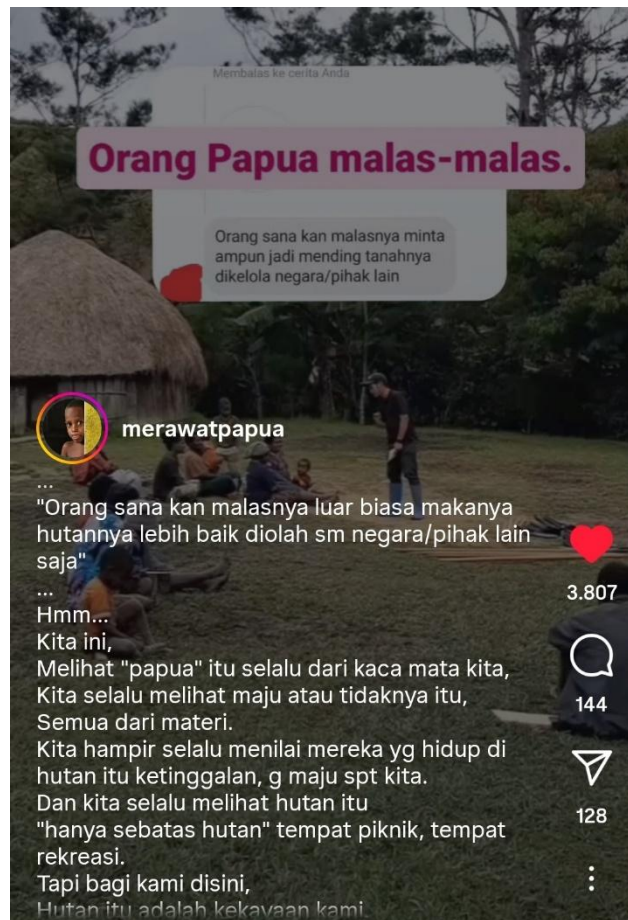 Membalas ke cerita Anda
Orang Papua malas-malas.
Orang sana kan malasnya minta
ampun jadi mending tanahnya
dikelola negara/pihak lain
merawatpapua
...
"Orang sana kan malasnya luar biasa makanya
hutannya lebih baik diolah sm negara/pihak lain
saja"
...
Hmm...
Kita ini,
Melihat "papua" itu selalu dari kaca mata kita,
Kita selalu melihat maju atau tidaknya itu,
Semua dari materi.
Kita hampir selalu menilai mereka yg hidup di
hutan itu ketinggalan, g maju spt kita.
Dan kita selalu melihat hutan itu
"hanya sebatas hutan" tempat piknik, tempat
rekreasi.
Tapi bagi kami disini,
Hutan itu adalah kekayaan kami
3.807
144
128